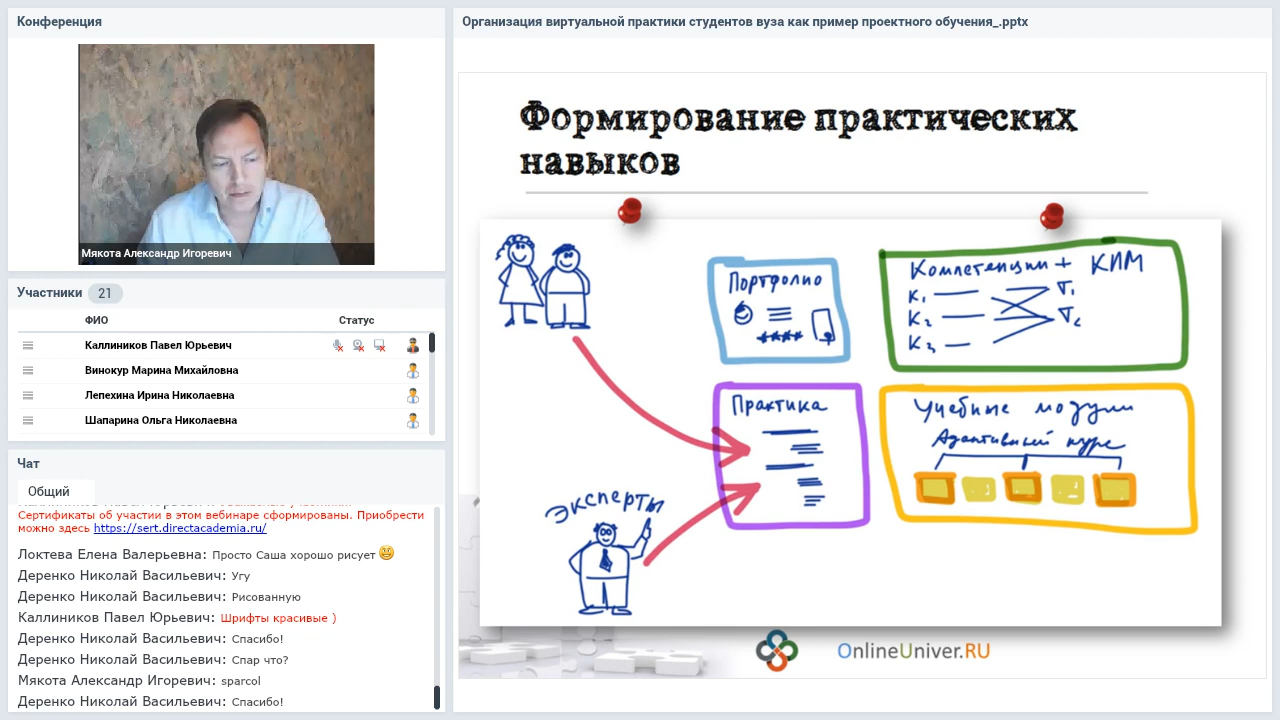 Конференция
Мякота Александр Игоревич
Участники 21
ФИО Статус
Каллиников Павел Юрьевич
Винокур Марина Михайловна
Лепехина Ирина Николаевна
Шапарина Ольга Николаевна
Чат
Общий
Сертификаты об участии в этом вебинаре сформированы. Приобрести
можно здесь https://sert.directacademia.ru/
Локтева Елена Валерьевна: Просто Саша хорошо рисует
Деренко Николай Васильевич: Угу
Деренко Николай Васильевич: Рисованную
Каллиников Павел Юрьевич: Шрифты красивые )
Деренко Николай Васильевич: Спасибо!
Деренко Николай Васильевич: Спар что?
Мякота Александр Игоревич: sparcol
Деренко Николай Васильевич: Спасибо!
Организация виртуальной практики студентов вуза как пример проектного обучения_.pptx
Формирование практических
навыков
Портфолио
Компетенции + КИМ
К1 Т1
К2 Т2
К3
Практика
Учебные модули
Адаптивный курс
Эксперты
OnlineUniver.RU